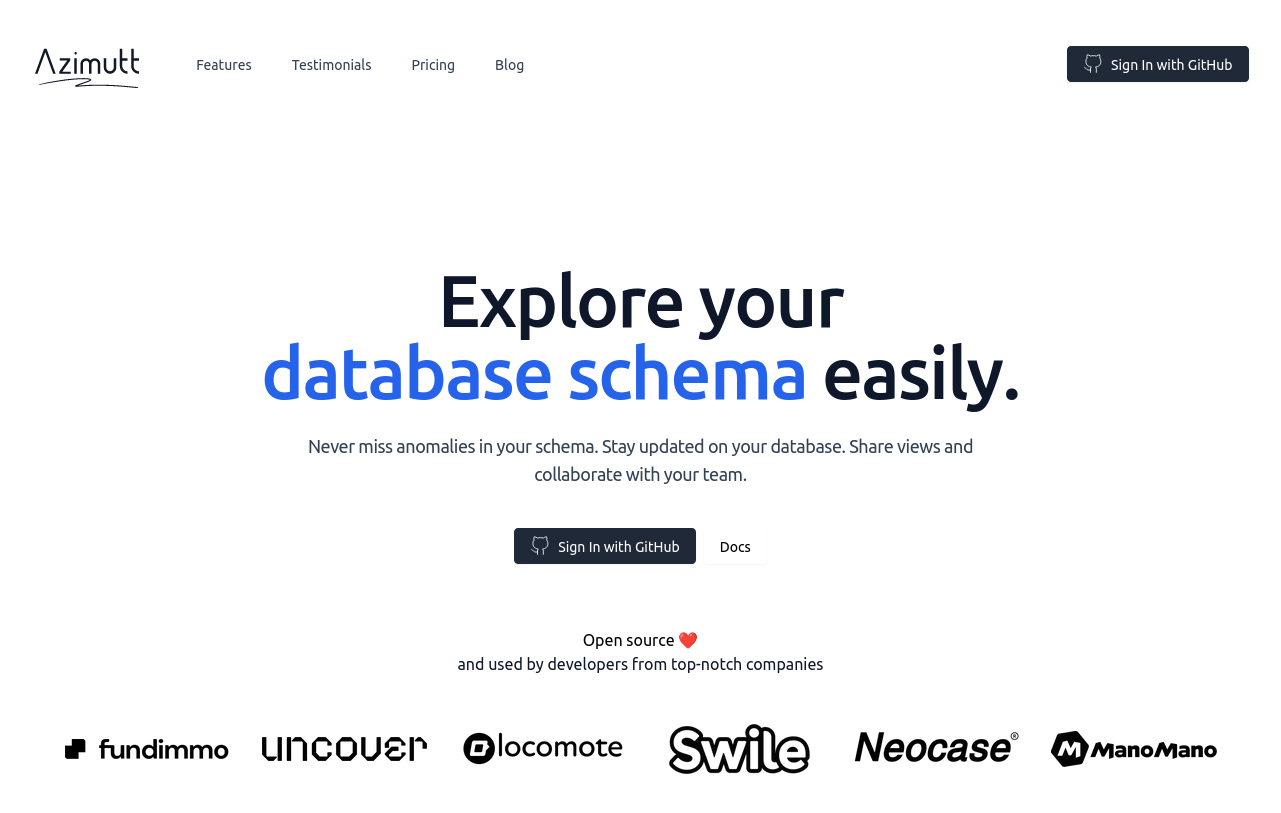 Azimutt
Features
Testimonials
Pricing
Blog
Sign In with GitHub
Explore your
database schema easily.
Never miss anomalies in your schema. Stay updated on your database. Share views and
collaborate with your team.
Sign In with GitHub
Docs
Open source ❤️
and used by developers from top-notch companies
fundimmo
uncover
locomote
Swile
Neocase®
ManoMano